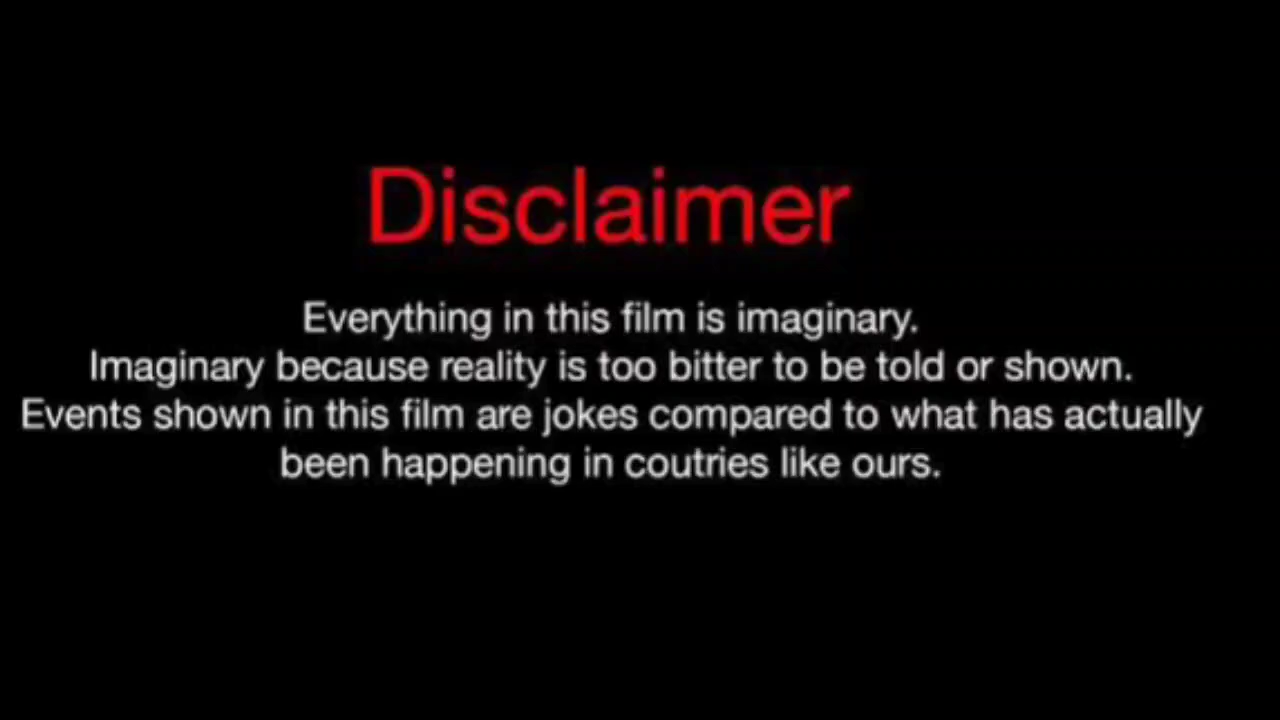 Disclaimer
Everything in this film is imaginary.
Imaginary because reality is too bitter to be told or shown.
Events shown in this film are jokes compared to what has actually
been happening in coutries like ours.